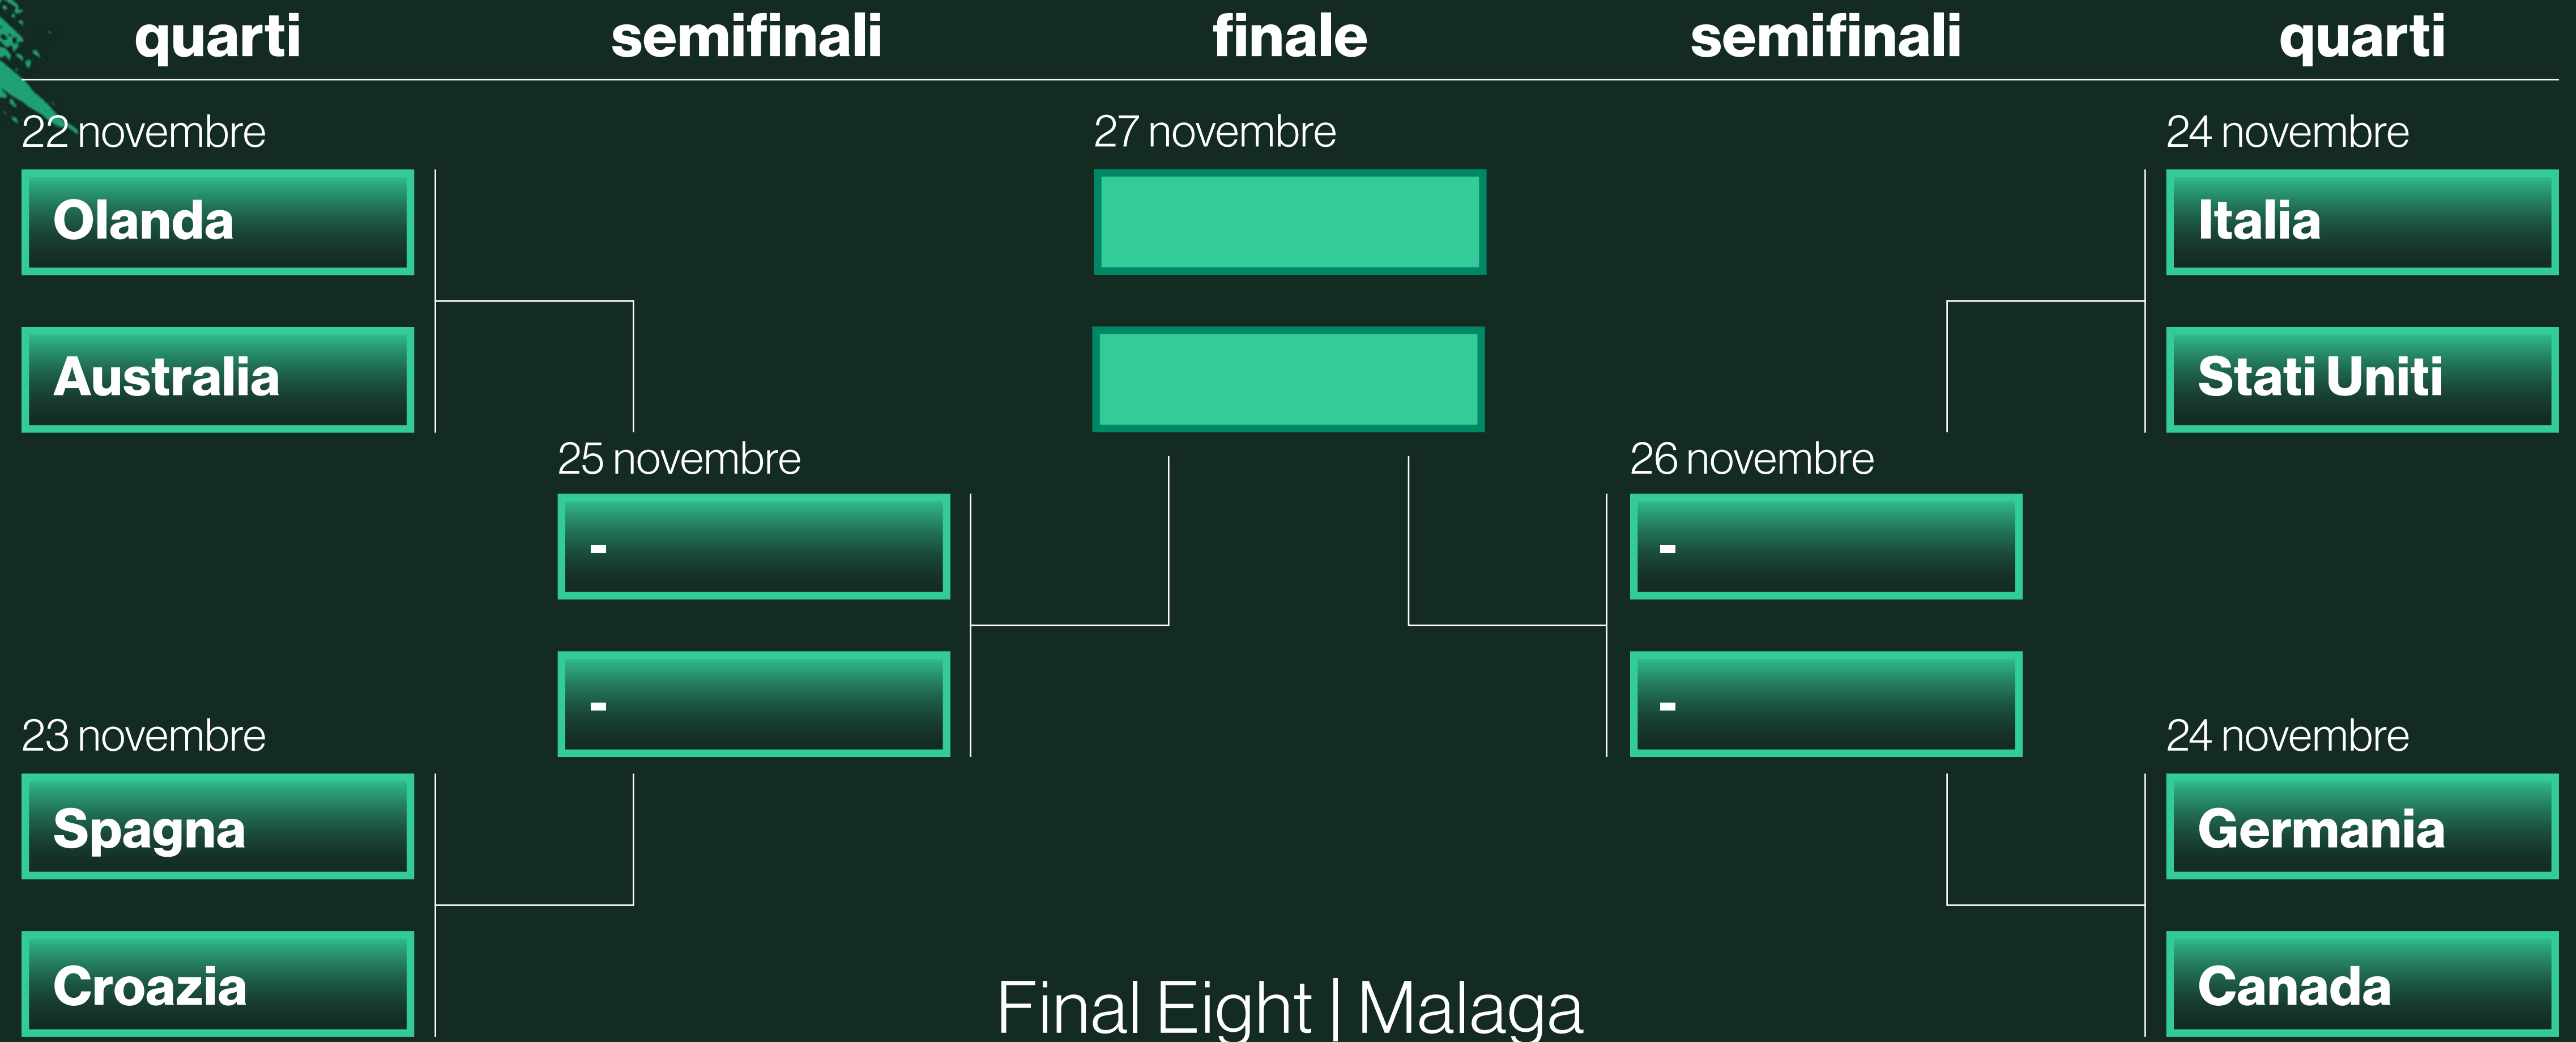 quarti
semifinali
finale
semifinali
quarti
22 novembre
Olanda
Australia
23 novembre
Spagna
Croazia
25 novembre
-
-
27 novembre
26 novembre
-
-
24 novembre
Italia
Stati Uniti
24 novembre
Germania
Canada
Final Eight | Malaga